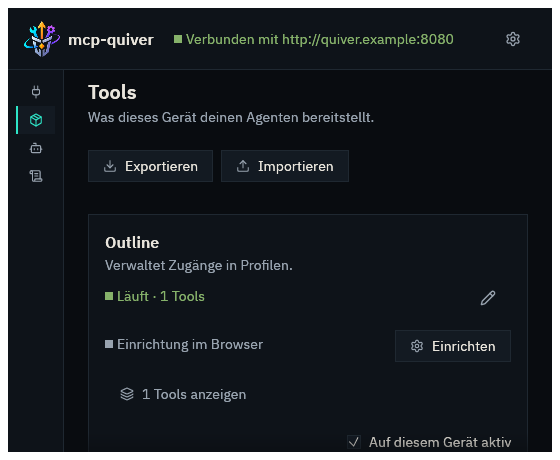 mcp-quiver
Verbunden mit http://quiver.example:8080
Tools
Was dieses Gerät deinen Agenten bereitstellt.
Exportieren
Importieren
Outline
Verwaltet Zugänge in Profilen.
Läuft · 1 Tools
Einrichtung im Browser
Einrichten
1 Tools anzeigen
Auf diesem Gerät aktiv